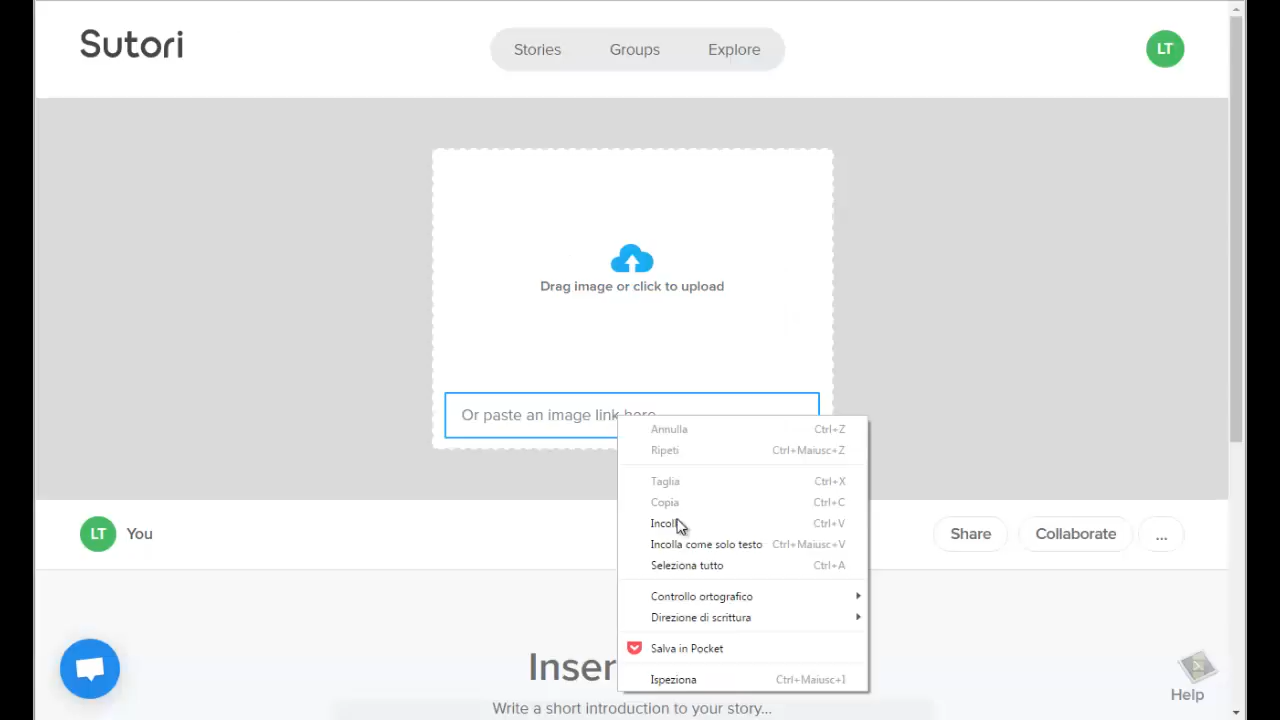 Sutori
Stories Groups Explore
LT
Drag image or click to upload
Or paste an image link here
Annulla Ctrl+Z
Ripeti Ctrl+Maiusc+Z
Taglia Ctrl+X
Copia Ctrl+C
Incolla Ctrl+V
Incolla come solo testo Ctrl+Maiusc+V
Seleziona tutto Ctrl+A
Controllo ortografico
Direzione di scrittura
Salva in Pocket
Ispeziona Ctrl+Maiusc+I
LT You
Share Collaborate ...
Inser
Write a short introduction to your story...
Help